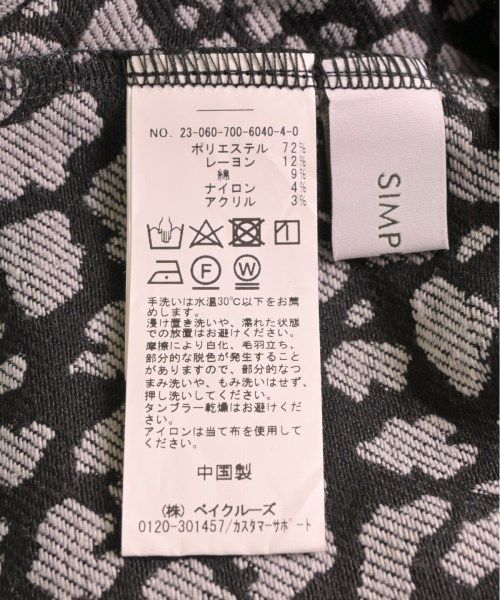 NO. 23-060-700-6040-4-0
ポリエステル 72%
レーヨン 12%
綿 9%
ナイロン 4%
アクリル 3%
F W
手洗いは水温30℃以下をお薦
めします。
浸け置き洗いや、濡れた状態
での放置はお避けください。
摩擦により白化、毛羽立ち、
部分的な脱色が発生すること
がありますので、部分的なつ
まみ洗いや、もみ洗いはせず、
押し洗いしてください。
タンブラー乾燥はお避けくだ
さい。
アイロンは当て布を使用して
ください。
中国製
(株) ベイクルーズ
0120-301457/カスタマーサポート
SIMP